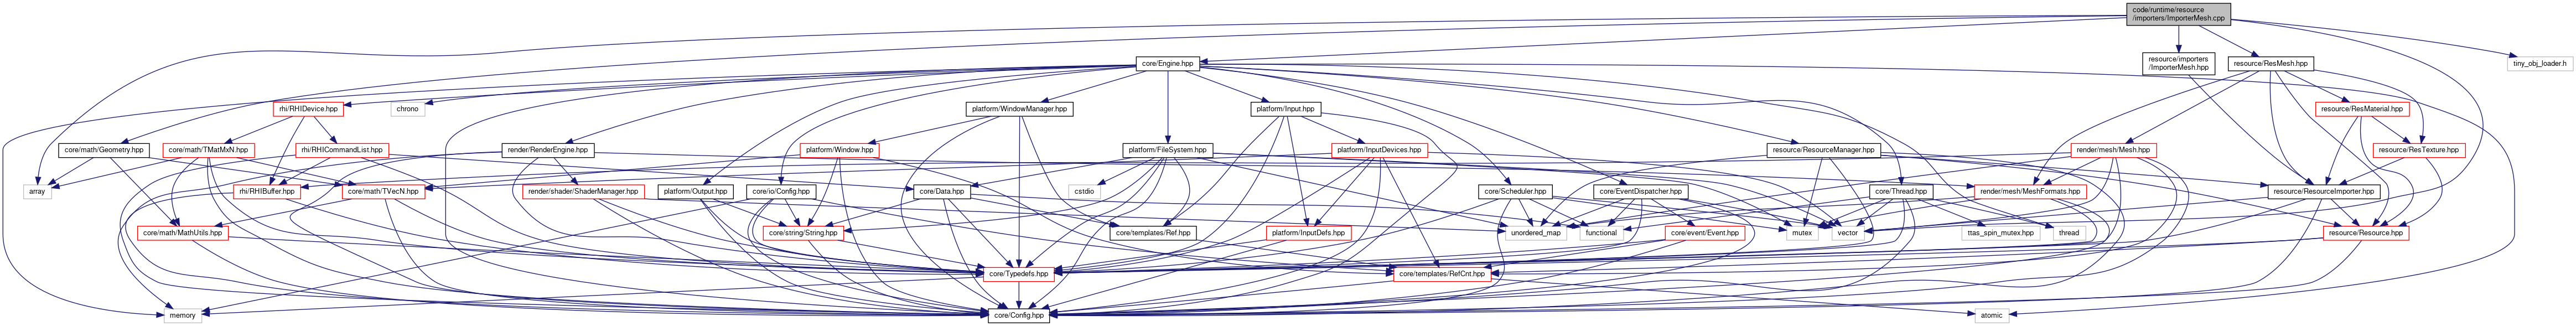 code/runtime/resource
/importers/ImporterMesh.cpp
core/Engine.hpp
resource/importers
/ImporterMesh.hpp
resource/ResMesh.hpp
tiny_obj_loader.h
rhi/RHIDevice.hpp
chrono
platform/WindowManager.hpp
platform/Input.hpp
resource/ResMaterial.hpp
core/math/Geometry.hpp
core/math/TMatMxN.hpp
rhi/RHICommandList.hpp
render/RenderEngine.hpp
platform/Window.hpp
platform/FileSystem.hpp
platform/InputDevices.hpp
resource/ResourceManager.hpp
render/mesh/Mesh.hpp
resource/ResTexture.hpp
array
rhi/RHIBuffer.hpp
core/math/TVecN.hpp
render/shader/ShaderManager.hpp
platform/Output.hpp
core/io/Config.hpp
core/Data.hpp
cstdio
core/Scheduler.hpp
core/EventDispatcher.hpp
core/Thread.hpp
render/mesh/MeshFormats.hpp
resource/ResourceImporter.hpp
core/math/MathUtils.hpp
core/string/String.hpp
core/templates/Ref.hpp
platform/InputDefs.hpp
unordered_map
functional
core/event/Event.hpp
mutex
vector
ttas_spin_mutex.hpp
thread
resource/Resource.hpp
core/Typedefs.hpp
core/templates/RefCnt.hpp
memory
core/Config.hpp
atomic